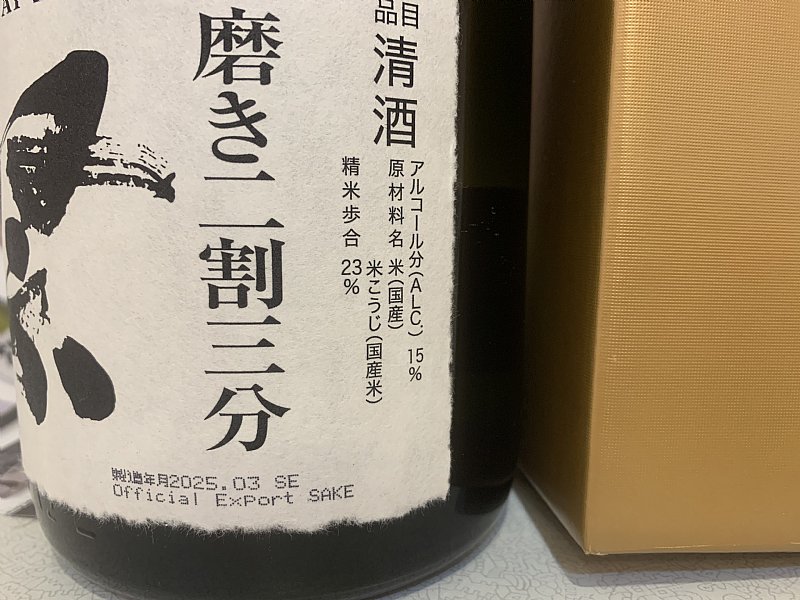 磨き二割三分
品目
清酒
アルコール分(ALC.) 15%
原材料名 米(国産)
米こうじ(国産米)
精米歩合 23%
製造年月2025.03 SE
Official Export SAKE